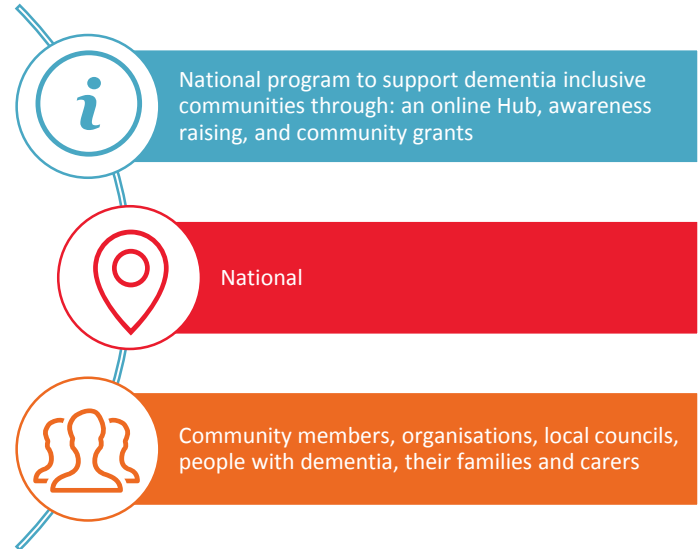 i
National program to support dementia inclusive
communities through: an online Hub, awareness
raising, and community grants
National
Community members, organisations, local councils,
people with dementia, their families and carers